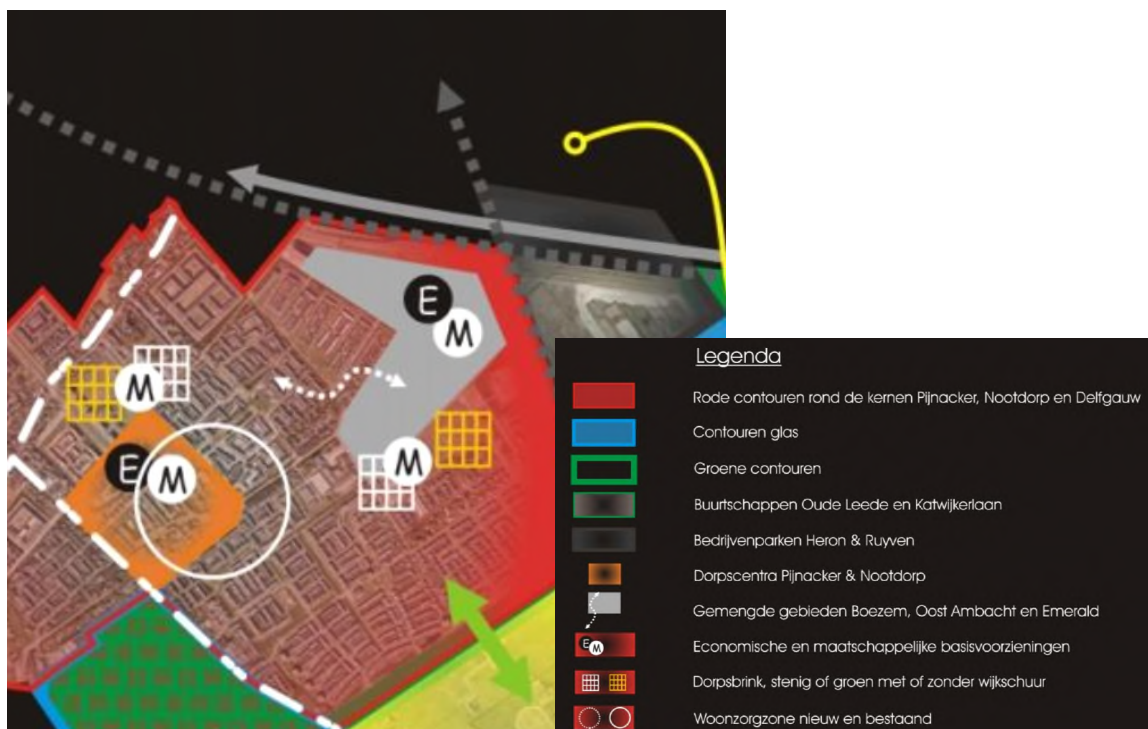 E
M
M
E
M
M
Legenda
Rode contouren rond de kernen Pijnacker, Nootdorp en Delfgauw
Contouren glas
Groene contouren
Buurtschappen Oude Leede en Katwijkerlaan
Bedrijvenparken Heron & Ruyven
Dorpscentra Pijnacker & Nootdorp
Gemengde gebieden Boezem, Oost Ambacht en Emerald
E M Economische en maatschappelijke basisvoorzieningen
Dorpsbrink, stenig of groen met of zonder wijkschuur
Woonzorgzone nieuw en bestaand